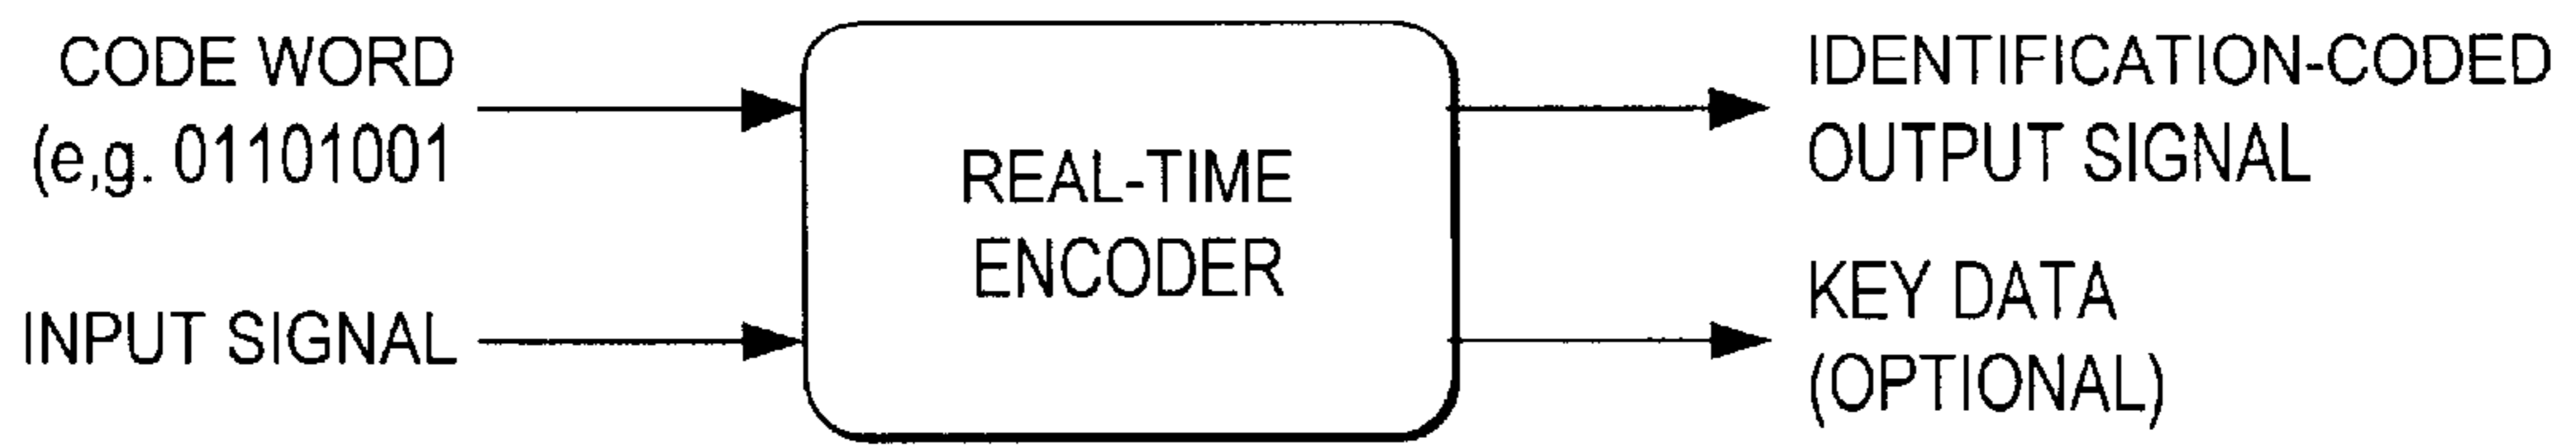 CODE WORD
(e,g. 01101001
INPUT SIGNAL
REAL-TIME
ENCODER
IDENTIFICATION-CODED
OUTPUT SIGNAL
KEY DATA
(OPTIONAL)